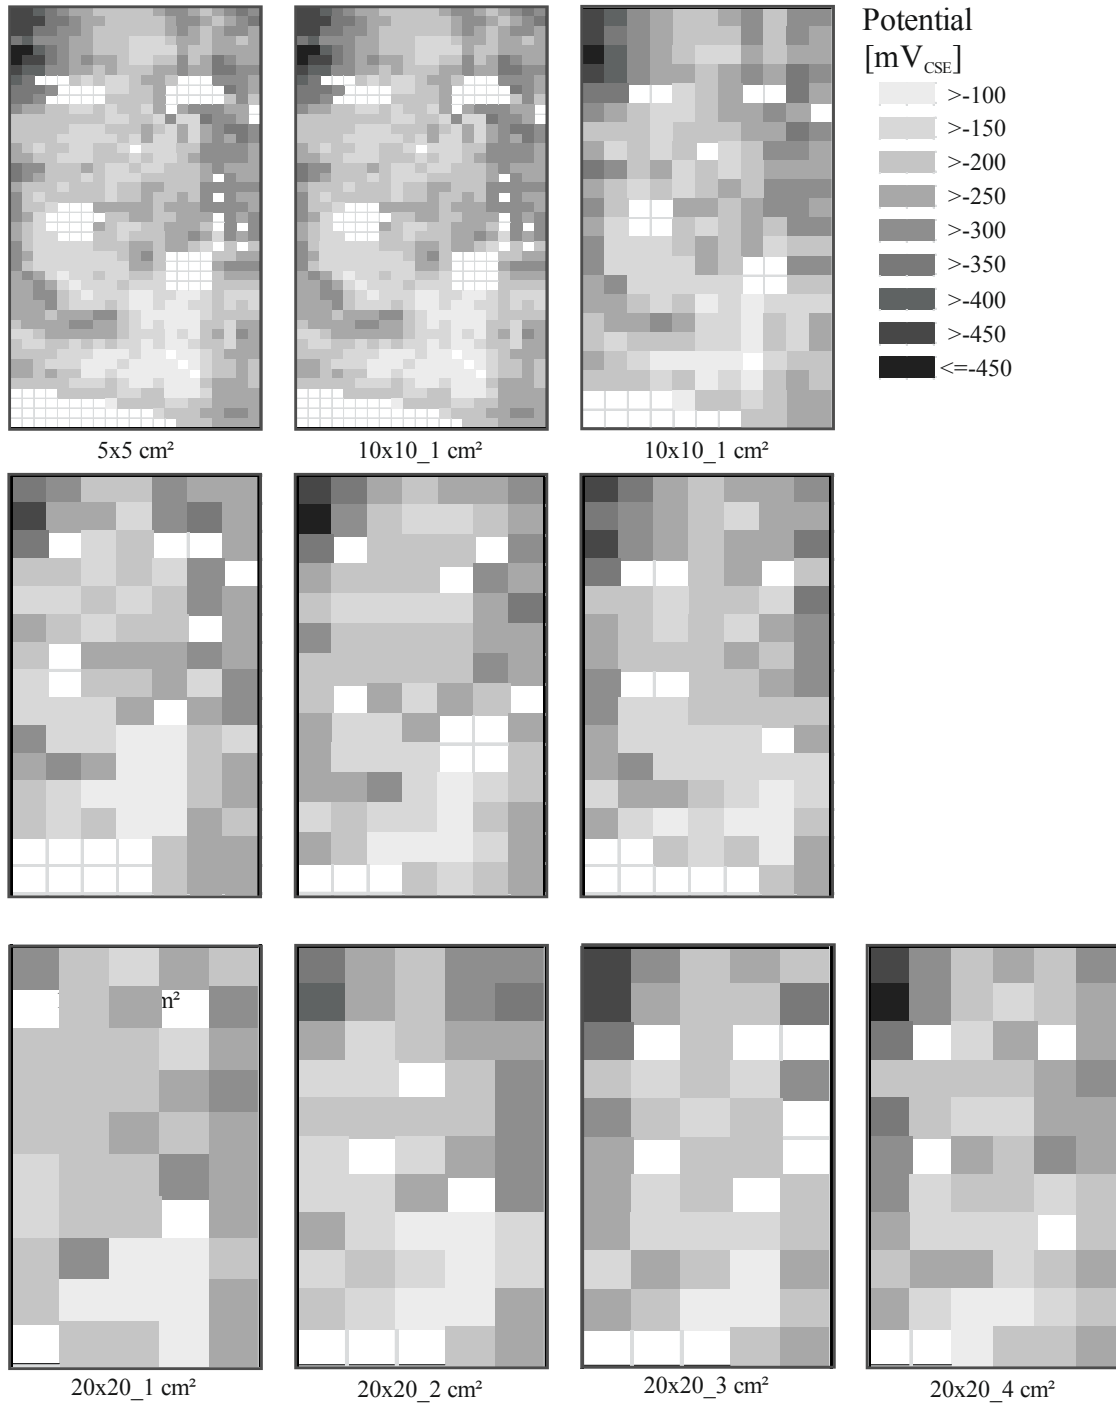 Potential
[mV_CSE]
>-100
>-150
>-200
>-250
>-300
>-350
>-400
>-450
<=-450
5x5 cm²
10x10_1 cm²
10x10_1 cm²
m²
20x20_1 cm²
20x20_2 cm²
20x20_3 cm²
20x20_4 cm²